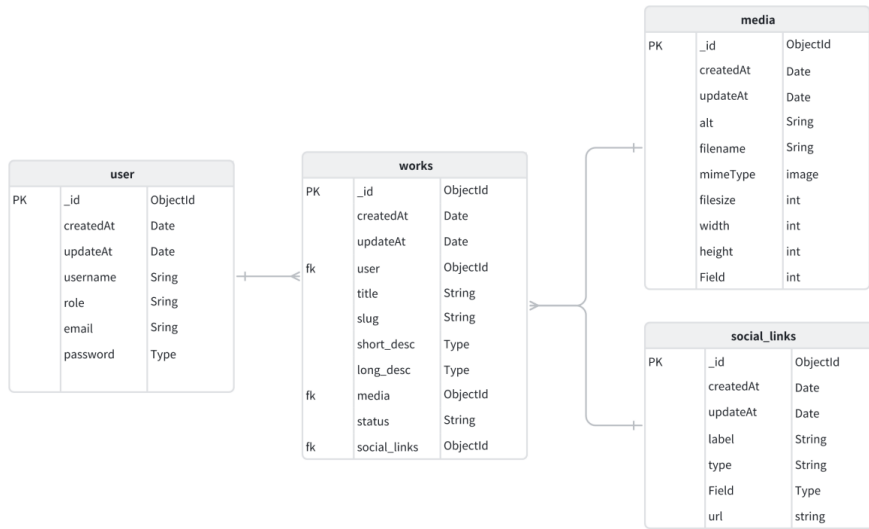 user
PK _id ObjectId
createdAt Date
updateAt Date
username Sring
role Sring
email Sring
password Type
works
PK _id ObjectId
createdAt Date
updateAt Date
fk user ObjectId
title String
slug String
short_desc Type
long_desc Type
fk media ObjectId
status String
fk social_links ObjectId
media
PK _id ObjectId
createdAt Date
updateAt Date
alt Sring
filename Sring
mimeType image
filesize int
width int
height int
Field int
social_links
PK _id ObjectId
createdAt Date
updateAt Date
label String
type String
Field Type
url string